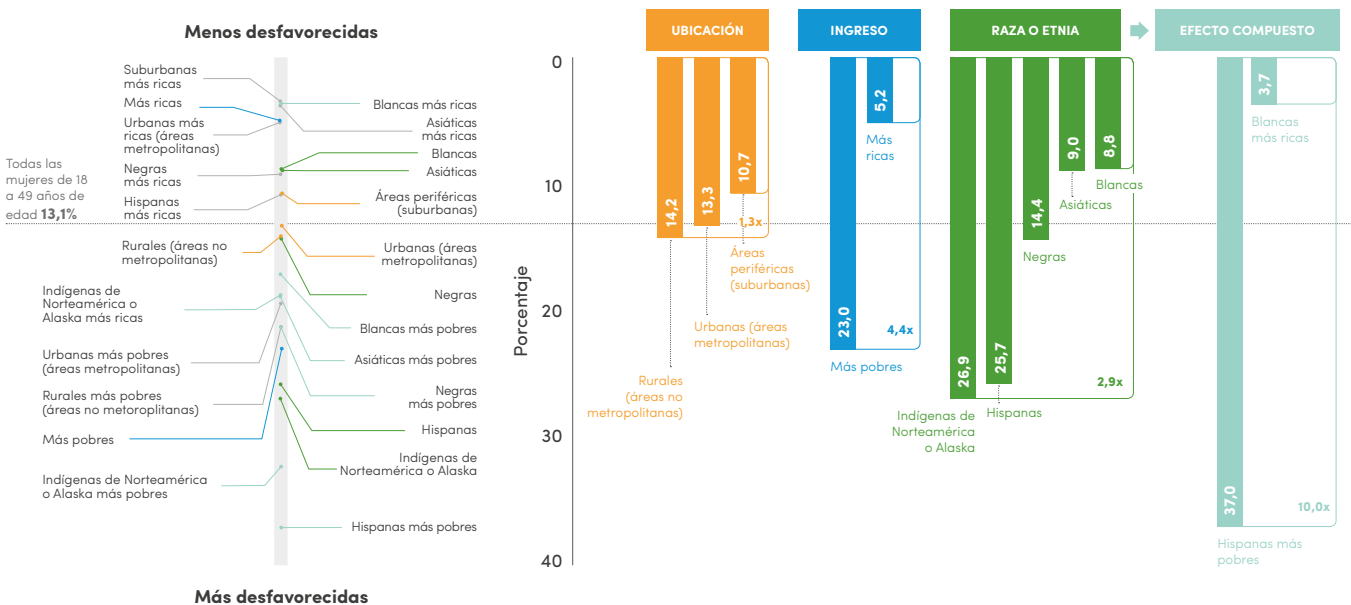 Menos desfavorecidas
Suburbanas
más ricas
Más ricas
Urbanas más
ricas (áreas
metropolitanas)
Negras
más ricas
Hispanas
más ricas
Todas las
mujeres de 18
a 49 años de
edad 13,1%
Rurales (áreas no
metropolitanas)
Indígenas de
Norteamérica o
Alaska más ricas
Urbanas más pobres
(áreas metropolitanas)
Rurales más pobres
(áreas no metoroplitanas)
Más pobres
Indígenas de Norteamérica
o Alaska más pobres
Blancas más ricas
Asiáticas
más ricas
Blancas
Asiáticas
Áreas periféricas
(suburbanas)
Urbanas (áreas
metropolitanas)
Negras
Blancas más pobres
Asiáticas más pobres
Negras
más pobres
Hispanas
Indígenas de
Norteamérica o Alaska
Hispanas más pobres
Más desfavorecidas
Porcentaje
0
10
20
30
40
UBICACIÓN
14,2
13,3
10,7
1,3x
Áreas
periféricas
(suburbanas)
Urbanas (áreas
metropolitanas)
Rurales
(áreas no
metropolitanas)
INGRESO
23,0
5,2
Más
ricas
4,4x
Más pobres
RAZA O ETNIA
26,9
25,7
14,4
9,0
8,8
Blancas
Asiáticas
Negras
2,9x
Hispanas
Indígenas de
Norteamérica
o Alaska
EFECTO COMPUESTO
37,0
3,7
Blancas
más ricas
10,0x
Hispanas más
pobres